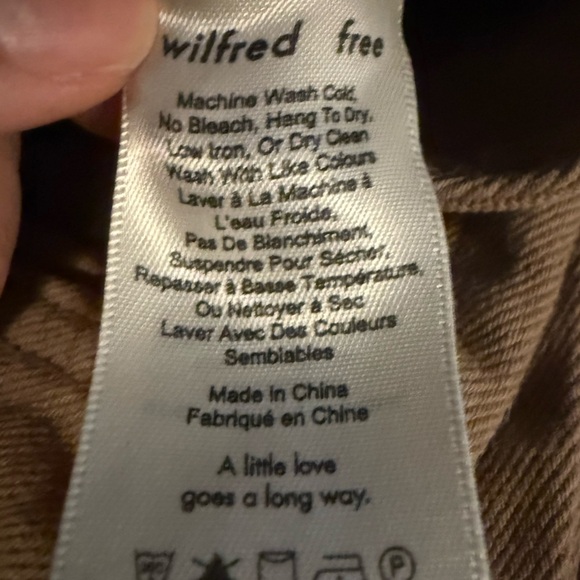 wilfred free
Machine Wash Cold,
No Bleach, Hang To Dry,
Low Iron, Or Dry Clean
Wash With Like Colours
Laver à La Machine à
L'eau Froide,
Pas De Blanchiment,
Suspendre Pour Sécher,
Repasser à Basse Température,
Ou Nettoyer à Sec
Laver Avec Des Couleurs
Semblables
Made in China
Fabriqué en Chine
A little love
goes a long way.
P